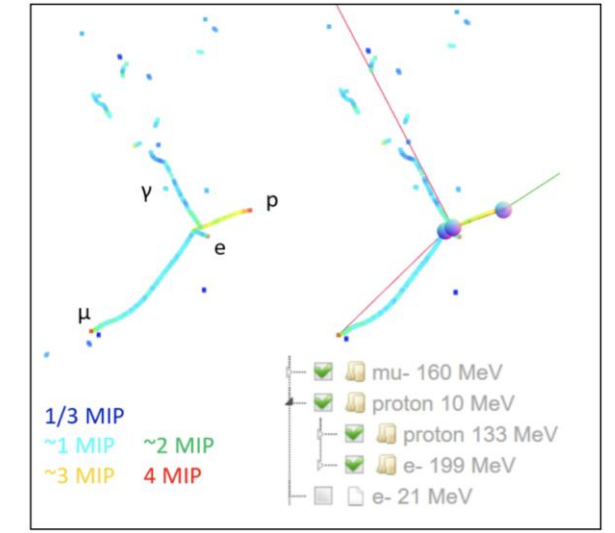 γ
p
e
μ
1/3 MIP
~1 MIP ~2 MIP
~3 MIP 4 MIP
mu- 160 MeV
proton 10 MeV
proton 133 MeV
e- 199 MeV
e- 21 MeV